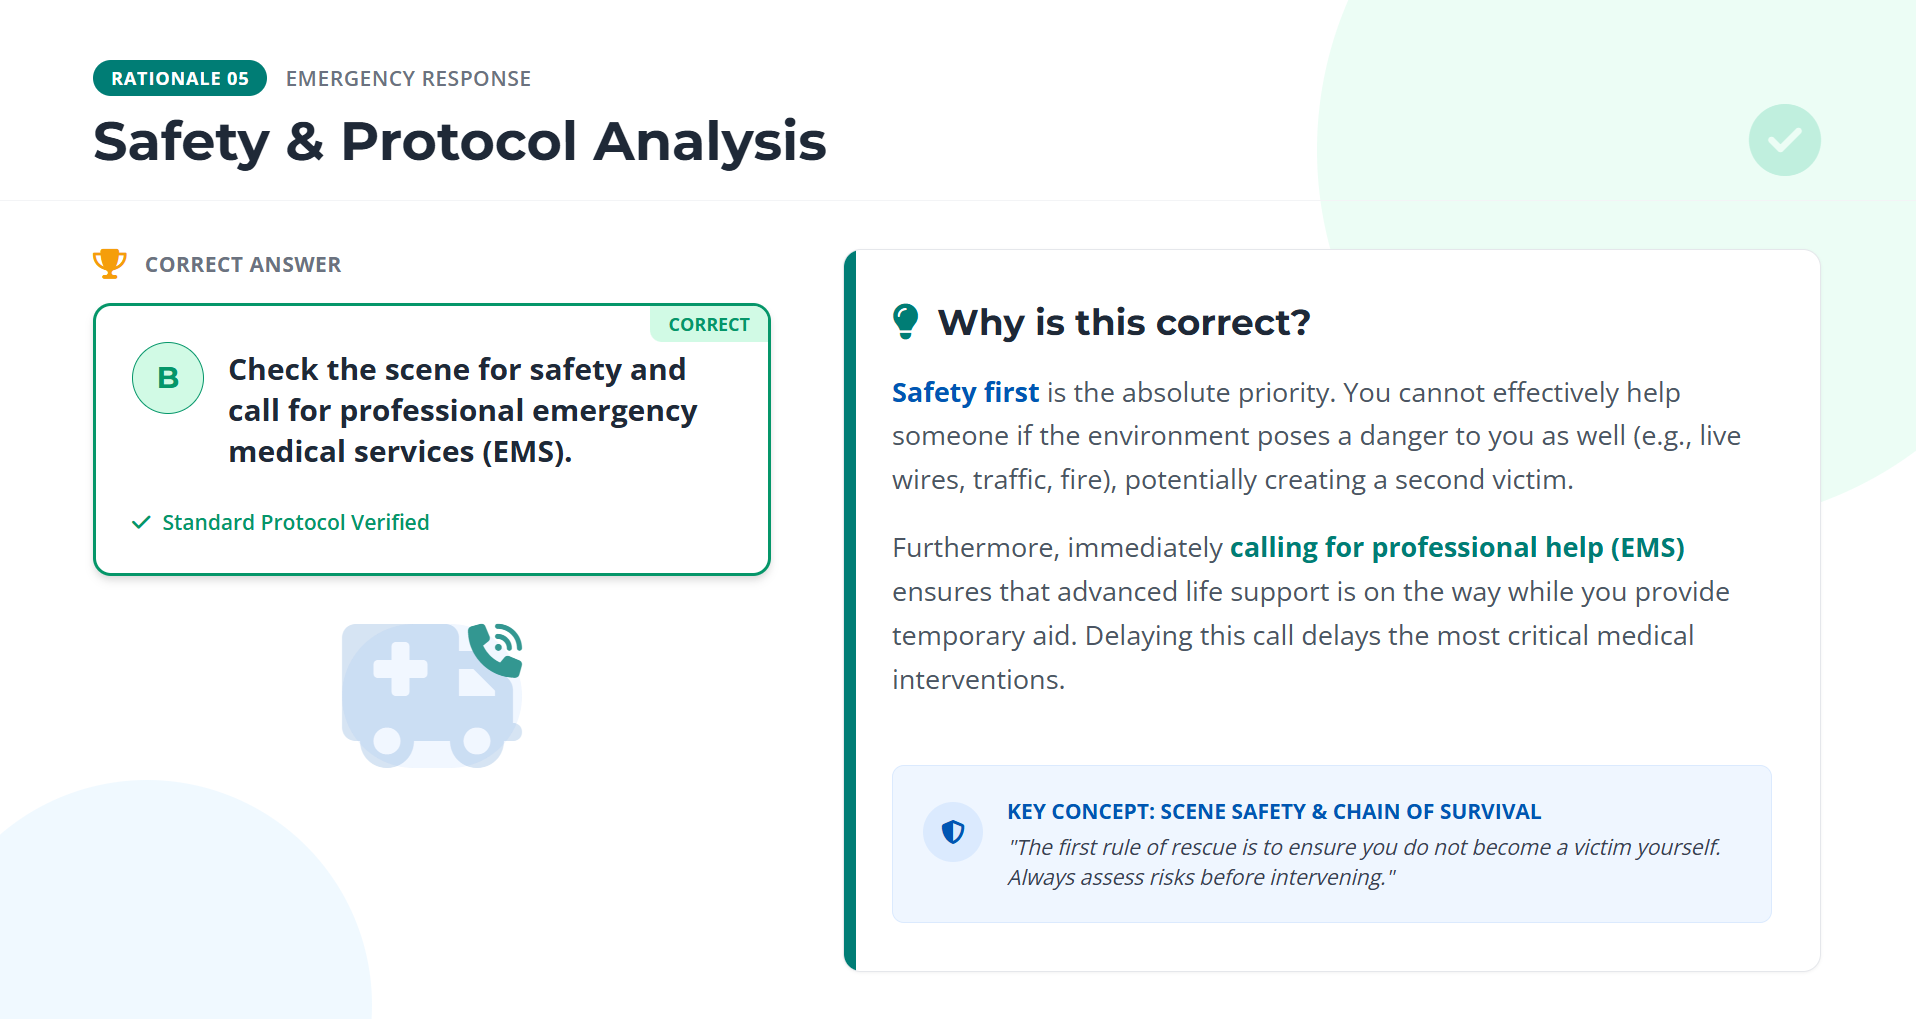 RATIONALE 05
EMERGENCY RESPONSE
Safety & Protocol Analysis
CORRECT ANSWER
CORRECT
B
Check the scene for safety and
call for professional emergency
medical services (EMS).
Standard Protocol Verified
Why is this correct?
Safety first is the absolute priority. You cannot effectively help
someone if the environment poses a danger to you as well (e.g., live
wires, traffic, fire), potentially creating a second victim.
Furthermore, immediately calling for professional help (EMS)
ensures that advanced life support is on the way while you provide
temporary aid. Delaying this call delays the most critical medical
interventions.
KEY CONCEPT: SCENE SAFETY & CHAIN OF SURVIVAL
"The first rule of rescue is to ensure you do not become a victim yourself.
Always assess risks before intervening."